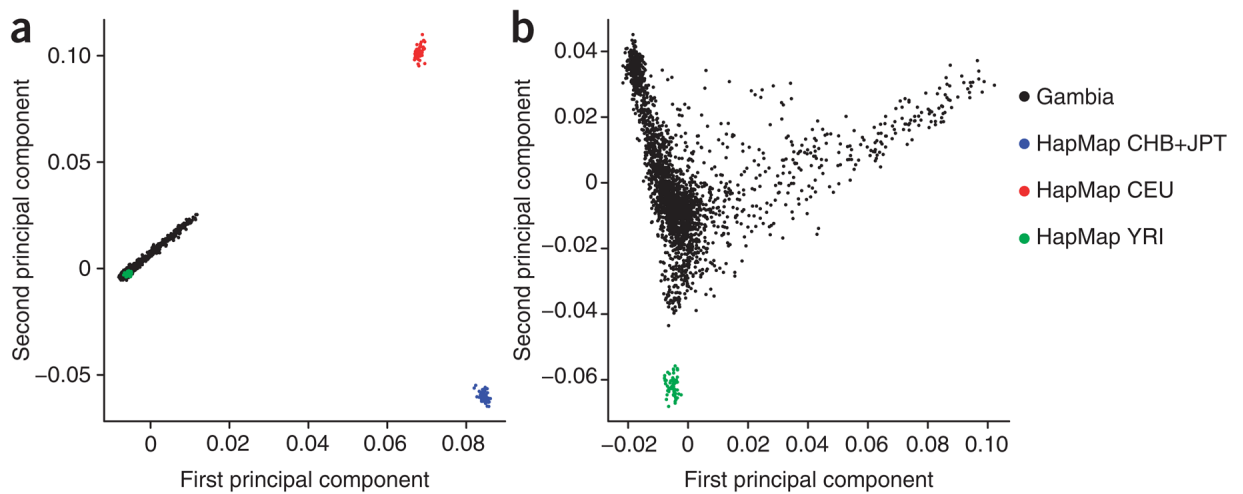 a
Second principal component
0.10
0.05
0
−0.05
0
0.02
0.04
0.06
0.08
First principal component
b
Second principal component
0.04
0.02
0
−0.02
−0.04
−0.06
−0.02
0
0.02
0.04
0.06
0.08
0.10
First principal component
Gambia
HapMap CHB+JPT
HapMap CEU
HapMap YRI